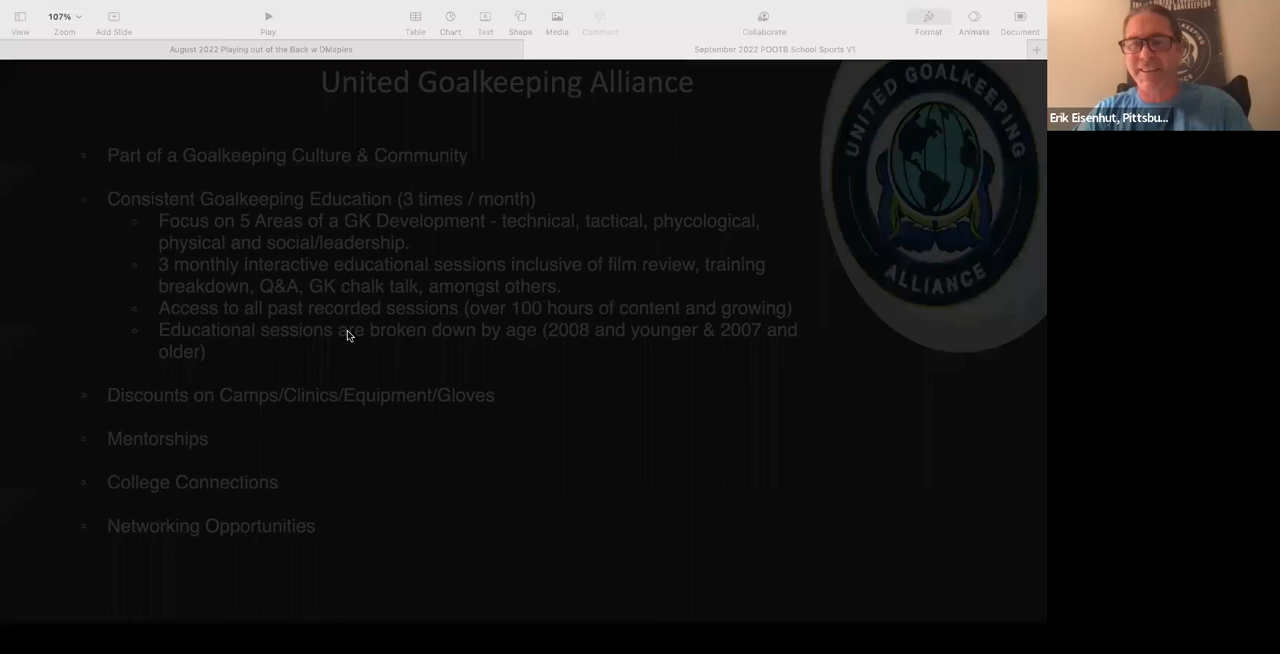 107%
View
Zoom
Add Slide
Play
Table
Chart
Text
Shape
Media
Comment
Collaborate
Format
Animate
Document
August 2022 Playing out of the Back w DMaples
September 2022 POOTB School Sports V1
United Goalkeeping Alliance
Part of a Goalkeeping Culture & Community
Consistent Goalkeeping Education (3 times / month)
Focus on 5 Areas of a GK Development - technical, tactical, phycological,
physical and social/leadership.
3 monthly interactive educational sessions inclusive of film review, training
breakdown, Q&A, GK chalk talk, amongst others.
Access to all past recorded sessions (over 100 hours of content and growing)
Educational sessions are broken down by age (2008 and younger & 2007 and
older)
Discounts on Camps/Clinics/Equipment/Gloves
Mentorships
College Connections
Networking Opportunities
UNITED GOALKEEPING
ALLIANCE
Erik Eisenhut, Pittsbu...